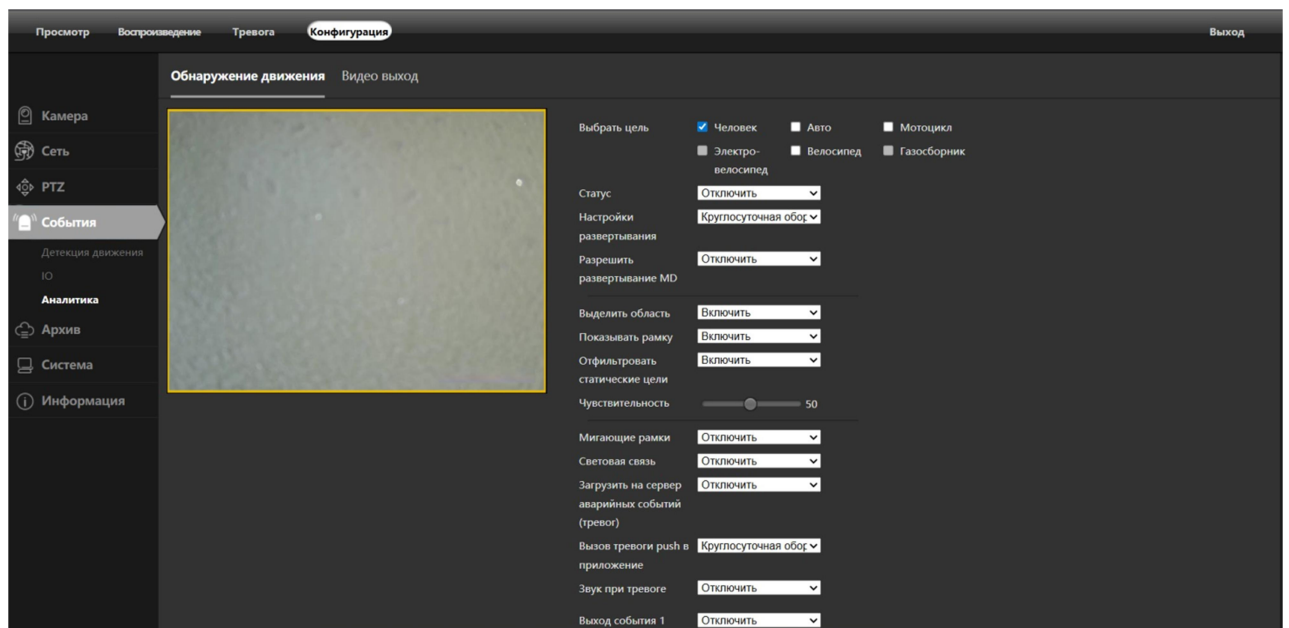 Просмотр Воспроизведение Тревога Конфигурация Выход
Обнаружение движения Видео выход
Камера
Сеть
PTZ
События
Детекция движения
IO
Аналитика
Архив
Система
Информация
Выбрать цель Человек Авто Мотоцикл
Электро- Велосипед Газосборник
велосипед
Статус Отключить
Настройки Круглосуточная обор
развертывания
Разрешить Отключить
развертывание MD
Выделить область Включить
Показывать рамку Включить
Отфильтровать Включить
статические цели
Чувствительность 50
Мигающие рамки Отключить
Световая связь Отключить
Загрузить на сервер Отключить
аварийных событий
(тревог)
Вызов тревоги push в Круглосуточная обор
приложение
Звук при тревоге Отключить
Выход события 1 Отключить